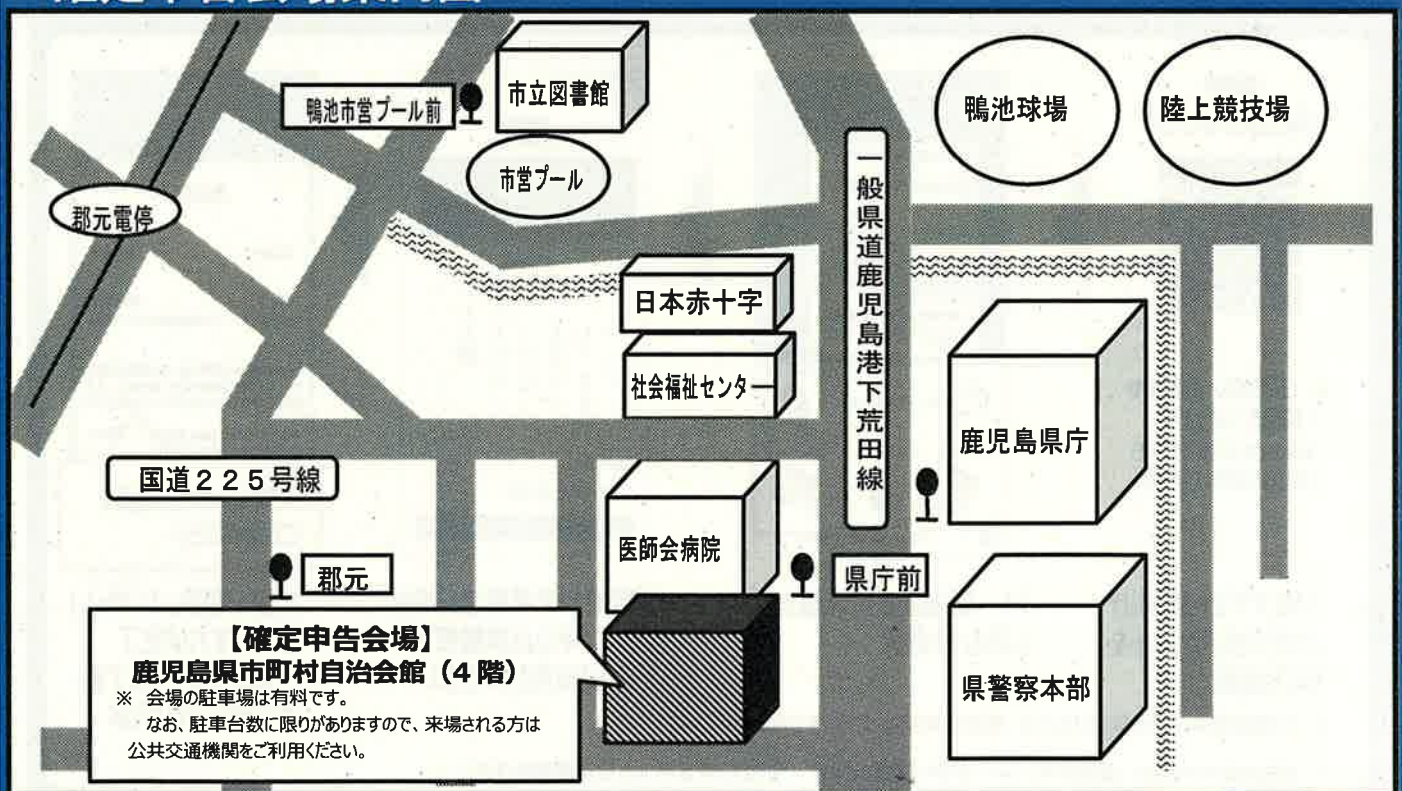 鴨池市営プール前
市立図書館
市営プール
鴨池球場
陸上競技場
郡元電停
一般県道鹿児島港下荒田線
日本赤十字
社会福祉センター
鹿児島県庁
国道225号線
医師会病院
郡元
県庁前
県警察本部
【確定申告会場】
鹿児島県市町村自治会館（4階）
※ 会場の駐車場は有料です。
なお、駐車台数に限りがありますので、来場される方は
公共交通機関をご利用ください。